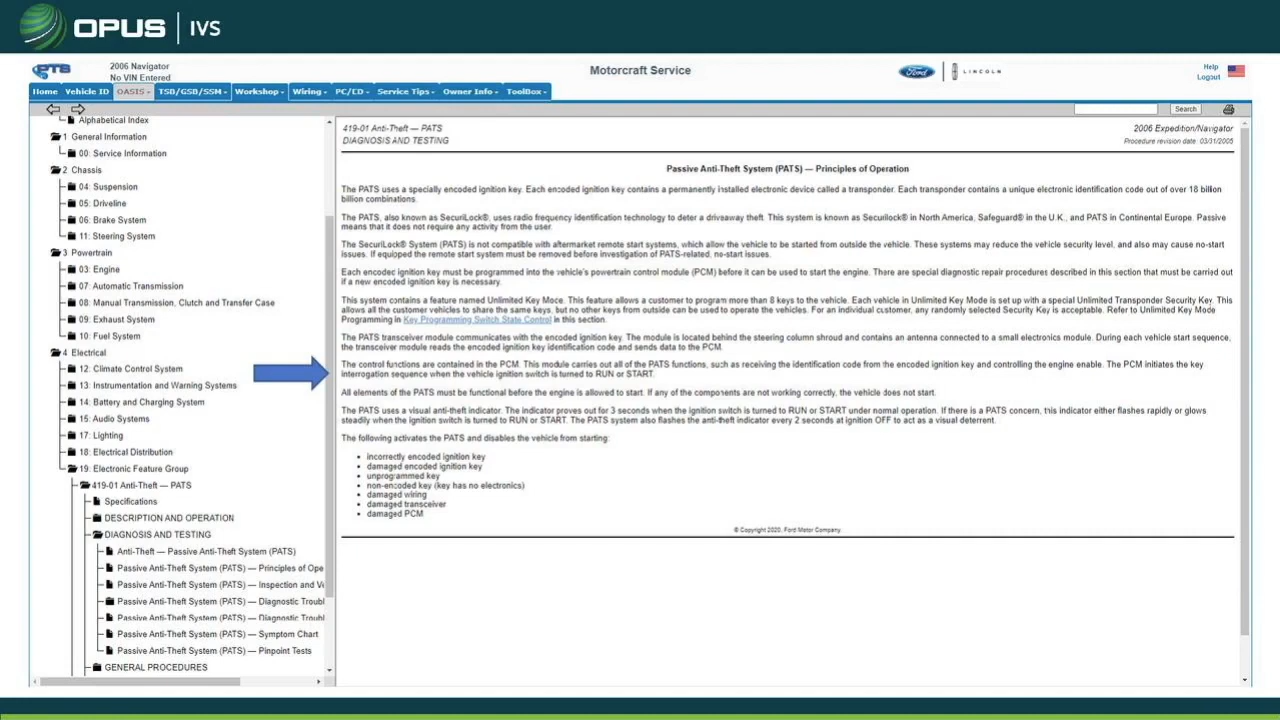 OPUS | IVS
PTS
2006 Navigator
No VIN Entered
Motorcraft Service
Ford
LINCOLN
Help
Logout
Home Vehicle ID OASIS TSB/GSB/SSM Workshop Wiring PC/ED Service Tips Owner Info ToolBox
Search
Alphabetical Index
1 General Information
00: Service Information
2 Chassis
04: Suspension
05: Driveline
06: Brake System
11: Steering System
3 Powertrain
03: Engine
07: Automatic Transmission
08: Manual Transmission, Clutch and Transfer Case
09: Exhaust System
10: Fuel System
4 Electrical
12: Climate Control System
13: Instrumentation and Warning Systems
14: Battery and Charging System
15: Audio Systems
17: Lighting
18: Electrical Distribution
19: Electronic Feature Group
419-01 Anti-Theft — PATS
Specifications
DESCRIPTION AND OPERATION
DIAGNOSIS AND TESTING
Anti-Theft — Passive Anti-Theft System (PATS)
Passive Anti-Theft System (PATS) — Principles of Ope
Passive Anti-Theft System (PATS) — Inspection and Ve
Passive Anti-Theft System (PATS) — Diagnostic Troubl
Passive Anti-Theft System (PATS) — Diagnostic Troubl
Passive Anti-Theft System (PATS) — Symptom Chart
Passive Anti-Theft System (PATS) — Pinpoint Tests
GENERAL PROCEDURES
419-01 Anti-Theft — PATS
2006 Expedition/Navigator
DIAGNOSIS AND TESTING
Procedure revision date: 03/31/2005
Passive Anti-Theft System (PATS) — Principles of Operation
The PATS uses a specially encoded ignition key. Each encoded ignition key contains a permanently installed electronic device called a transponder. Each transponder contains a unique electronic identification code out of over 18 billion
billion combinations.
The PATS, also known as SecuriLock®, uses radio frequency identification technology to deter a driveaway theft. This system is known as Securilock® in North America, Safeguard® in the U.K., and PATS in Continental Europe. Passive
means that it does not require any activity from the user.
The SecuriLock® System (PATS) is not compatible with aftermarket remote start systems, which allow the vehicle to be started from outside the vehicle. These systems may reduce the vehicle security level, and also may cause no-start
issues. If equipped the remote start system must be removed before investigation of PATS-related, no-start issues.
Each encoded ignition key must be programmed into the vehicle's powertrain control module (PCM) before it can be used to start the engine. There are special diagnostic repair procedures described in this section that must be carried out
if a new encoded ignition key is necessary.
This system contains a feature named Unlimited Key Mode. This feature allows a customer to program more than 8 keys to the vehicle. Each vehicle in Unlimited Key Mode is set up with a special Unlimited Transponder Security Key. This
allows all the customer vehicles to share the same keys, but no other keys from outside can be used to operate the vehicles. For an individual customer, any randomly selected Security Key is acceptable. Refer to Unlimited Key Mode
Programming in Key Programming Switch State Control in this section.
The PATS transceiver module communicates with the encoded ignition key. The module is located behind the steering column shroud and contains an antenna connected to a small electronics module. During each vehicle start sequence,
the transceiver module reads the encoded ignition key identification code and sends data to the PCM.
The control functions are contained in the PCM. This module carries out all of the PATS functions, such as receiving the identification code from the encoded ignition key and controlling the engine enable. The PCM initiates the key
interrogation sequence when the vehicle ignition switch is turned to RUN or START.
All elements of the PATS must be functional before the engine is allowed to start. If any of the components are not working correctly, the vehicle does not start.
The PATS uses a visual anti-theft indicator. The indicator proves out for 3 seconds when the ignition switch is turned to RUN or START under normal operation. If there is a PATS concern, this indicator either flashes rapidly or glows
steadily when the ignition switch is turned to RUN or START. The PATS system also flashes the anti-theft indicator every 2 seconds at ignition OFF to act as a visual deterrent.
The following activates the PATS and disables the vehicle from starting:
• incorrectly encoded ignition key
• damaged encoded ignition key
• unprogrammed key
• non-encoded key (key has no electronics)
• damaged wiring
• damaged transceiver
• damaged PCM
© Copyright 2020, Ford Motor Company.